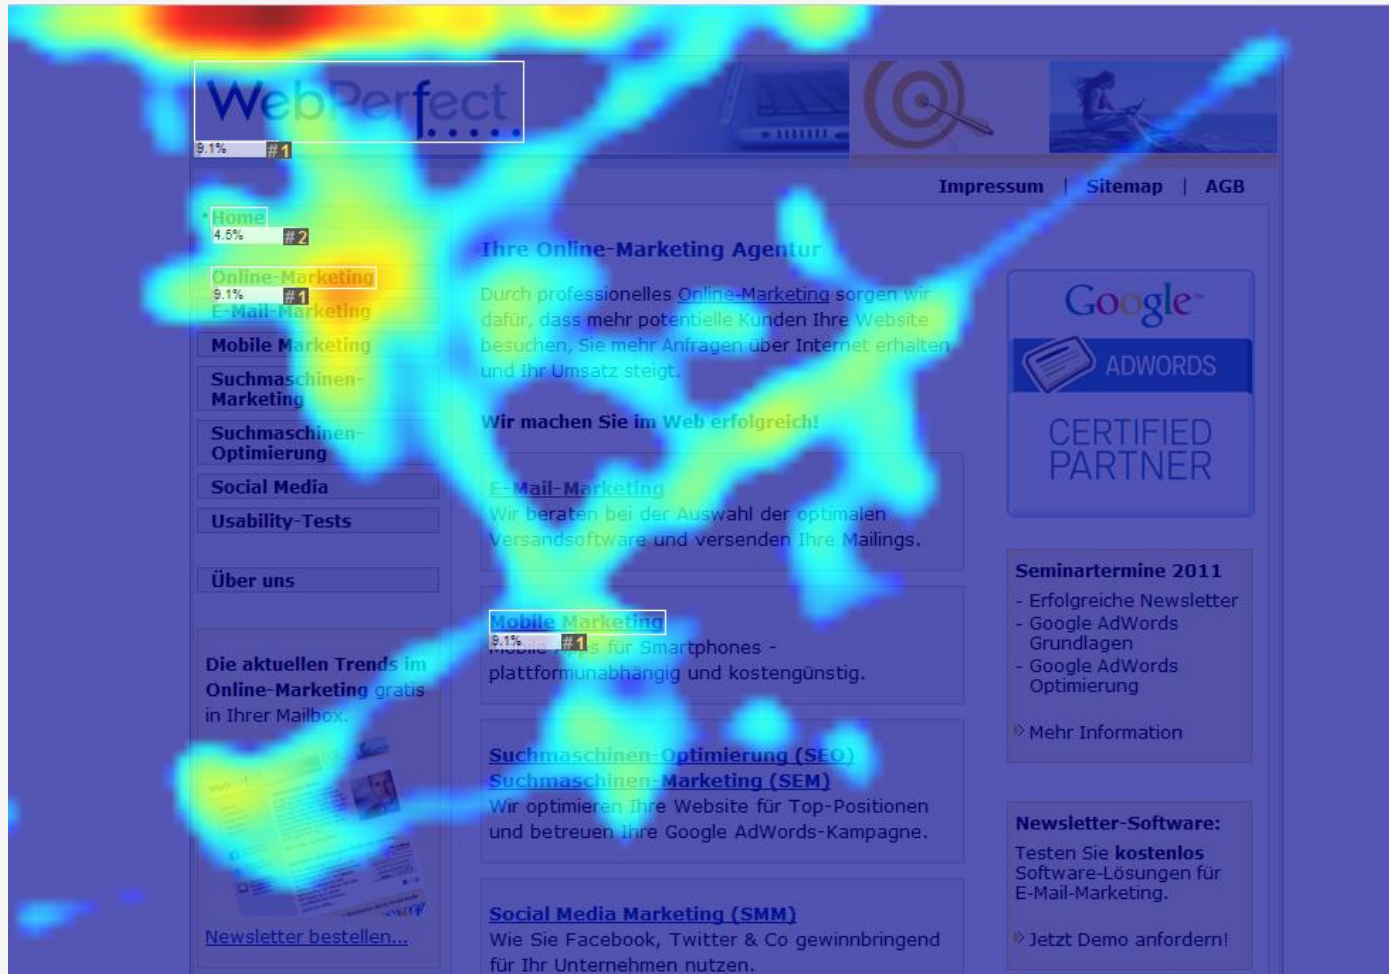 WebPerfect
9.1% #1
Impressum | Sitemap | AGB
Home
4.5% #2
Online-Marketing
9.1% #1
E-Mail-Marketing
Mobile Marketing
Suchmaschinen-
Marketing
Suchmaschinen-
Optimierung
Social Media
Usability-Tests
Über uns
Die aktuellen Trends im
Online-Marketing gratis
in Ihrer Mailbox.
Newsletter bestellen...
Ihre Online-Marketing Agentur
Durch professionelles Online-Marketing sorgen wir
dafür, dass mehr potentielle Kunden Ihre Website
besuchen, Sie mehr Anfragen über Internet erhalten
und Ihr Umsatz steigt.
Wir machen Sie im Web erfolgreich!
E-Mail-Marketing
Wir beraten bei der Auswahl der optimalen
Versandsoftware und versenden Ihre Mailings.
Mobile Marketing
9.1% #1
Mobile Apps für Smartphones -
plattformunabhängig und kostengünstig.
Suchmaschinen-Optimierung (SEO)
Suchmaschinen-Marketing (SEM)
Wir optimieren Ihre Website für Top-Positionen
und betreuen Ihre Google AdWords-Kampagne.
Social Media Marketing (SMM)
Wie Sie Facebook, Twitter & Co gewinnbringend
für Ihr Unternehmen nutzen.
Google™
ADWORDS
CERTIFIED
PARTNER
Seminartermine 2011
- Erfolgreiche Newsletter
- Google AdWords
Grundlagen
- Google AdWords
Optimierung
Mehr Information
Newsletter-Software:
Testen Sie kostenlos
Software-Lösungen für
E-Mail-Marketing.
Jetzt Demo anfordern!